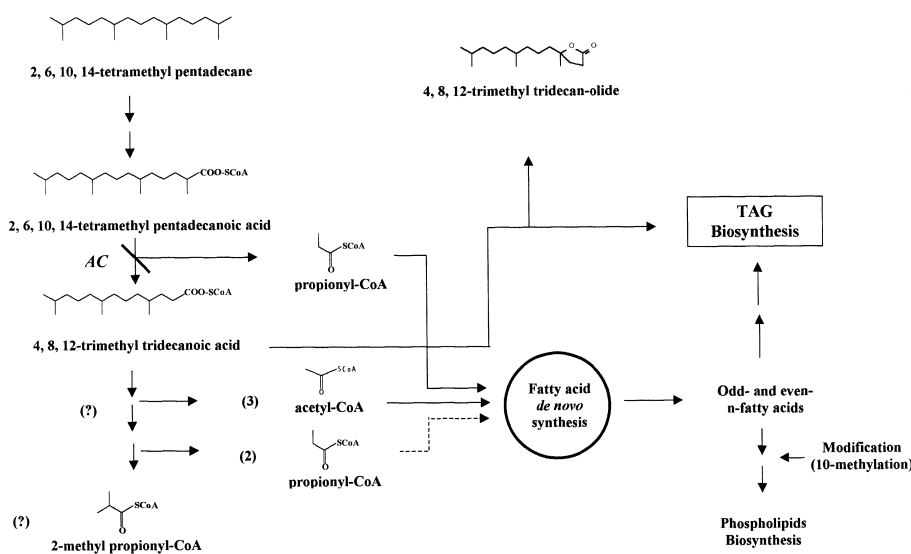 2, 6, 10, 14-tetramethyl pentadecane
O
O
4, 8, 12-trimethyl tridecan-olide
COO-SCoA
2, 6, 10, 14-tetramethyl pentadecanoic acid
TAG
Biosynthesis
AC
SCoA
O
propionyl-CoA
COO-SCoA
4, 8, 12-trimethyl tridecanoic acid
(?)
(3)
SCoA
O
acetyl-CoA
Fatty acid
de novo
synthesis
Odd- and even-
n-fatty acids
(2)
SCoA
O
propionyl-CoA
Modification
(10-methylation)
(?)
SCoA
O
2-methyl propionyl-CoA
Phospholipids
Biosynthesis